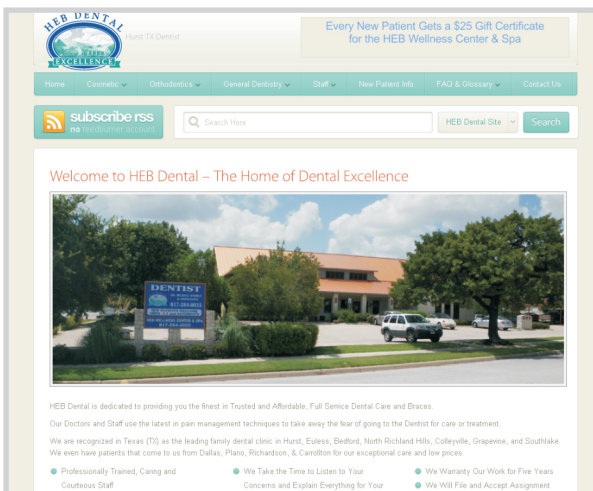 HEB DENTAL
EXCELLENCE
Hurst TX Dentist
Every New Patient Gets a $25 Gift Certificate
for the HEB Wellness Center & Spa
Home Cosmetic Orthodontics General Dentistry Staff New Patient Info FAQ & Glossary Contact Us
subscribe rss
no feedburner account
Search Here
HEB Dental Site
Search
Welcome to HEB Dental – The Home of Dental Excellence
DENTIST
HEB WELLNESS CENTER & SPA
HEB Dental is dedicated to providing you the finest in Trusted and Affordable, Full Service Dental Care and Braces.
Our Doctors and Staff use the latest in pain management techniques to take away the fear of going to the Dentist for care or treatment.
We are recognized in Texas (TX) as the leading family dental clinic in Hurst, Euless, Bedford, North Richland Hills, Colleyville, Grapevine, and Southlake.
We even have patients that come to us from Dallas, Plano, Richardson, & Carrollton for our exceptional care and low prices.
Professionally Trained, Caring and
Courteous Staff
We Take the Time to Listen to Your
Concerns and Explain Everything for Your
We Warranty Our Work for Five Years
We Will File and Accept Assignment